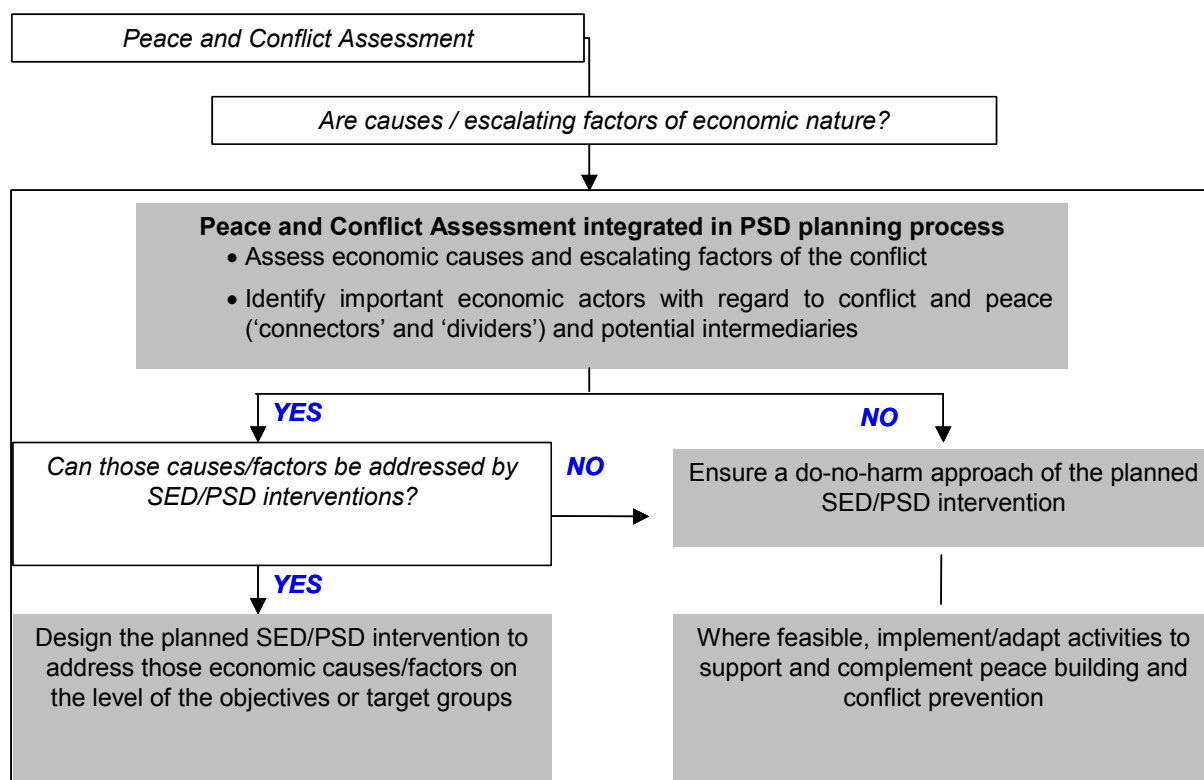 Peace and Conflict Assessment
Are causes / escalating factors of economic nature?
Peace and Conflict Assessment integrated in PSD planning process
• Assess economic causes and escalating factors of the conflict
• Identify important economic actors with regard to conflict and peace
(‘connectors’ and ‘dividers’) and potential intermediaries
YES
NO
Can those causes/factors be addressed by
SED/PSD interventions?
NO
Ensure a do-no-harm approach of the planned
SED/PSD intervention
YES
Design the planned SED/PSD intervention to
address those economic causes/factors on
the level of the objectives or target groups
Where feasible, implement/adapt activities to
support and complement peace building and
conflict prevention